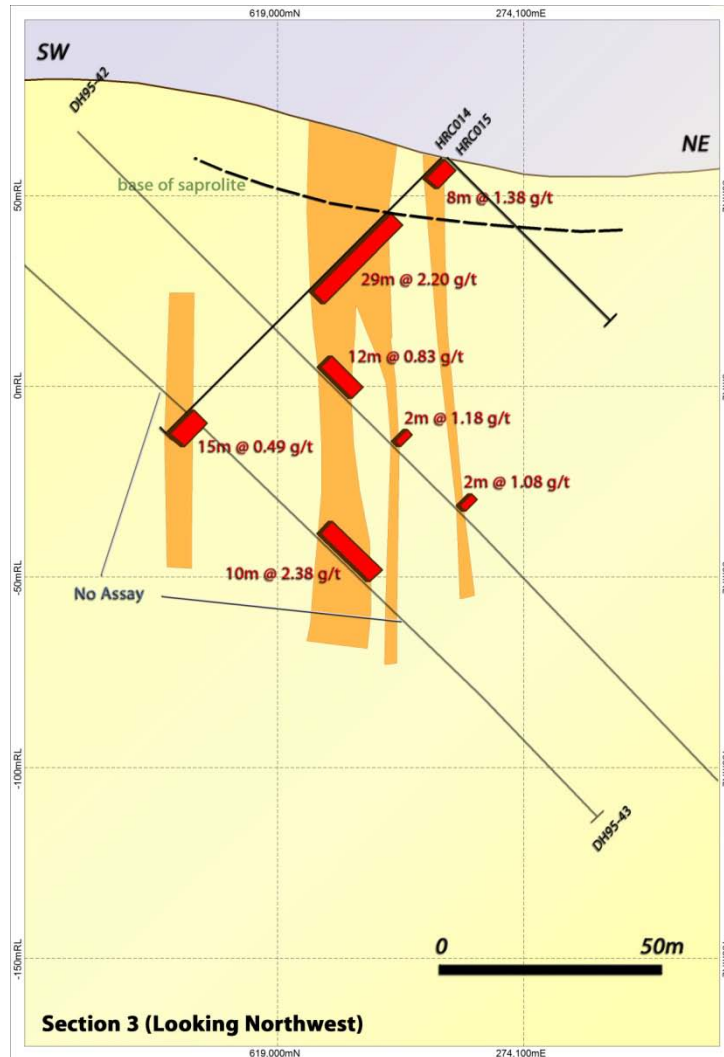 619,000mN
274,100mE
SW
DH95-42
HRC014
HRC015
NE
base of saprolite
8m @ 1.38 g/t
50mRL
29m @ 2.20 g/t
12m @ 0.83 g/t
0mRL
2m @ 1.18 g/t
15m @ 0.49 g/t
2m @ 1.08 g/t
10m @ 2.38 g/t
-50mRL
No Assay
-100mRL
DH95-43
0
50m
-150mRL
Section 3 (Looking Northwest)
619,000mN
274,100mE